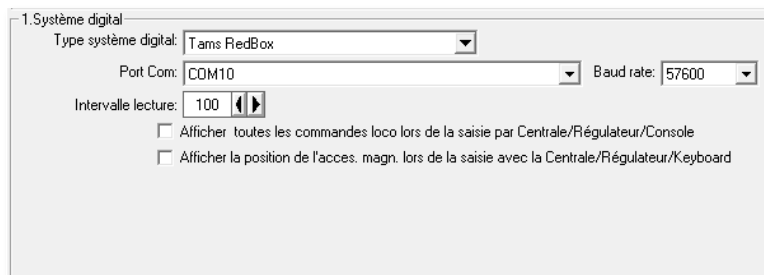 1.Système digital
Type système digital: Tams RedBox
Port Com: COM10 Baud rate: 57600
Intervalle lecture: 100
Afficher toutes les commandes loco lors de la saisie par Centrale/Régulateur/Console
Afficher la position de l'acces. magn. lors de la saisie avec la Centrale/Régulateur/Keyboard